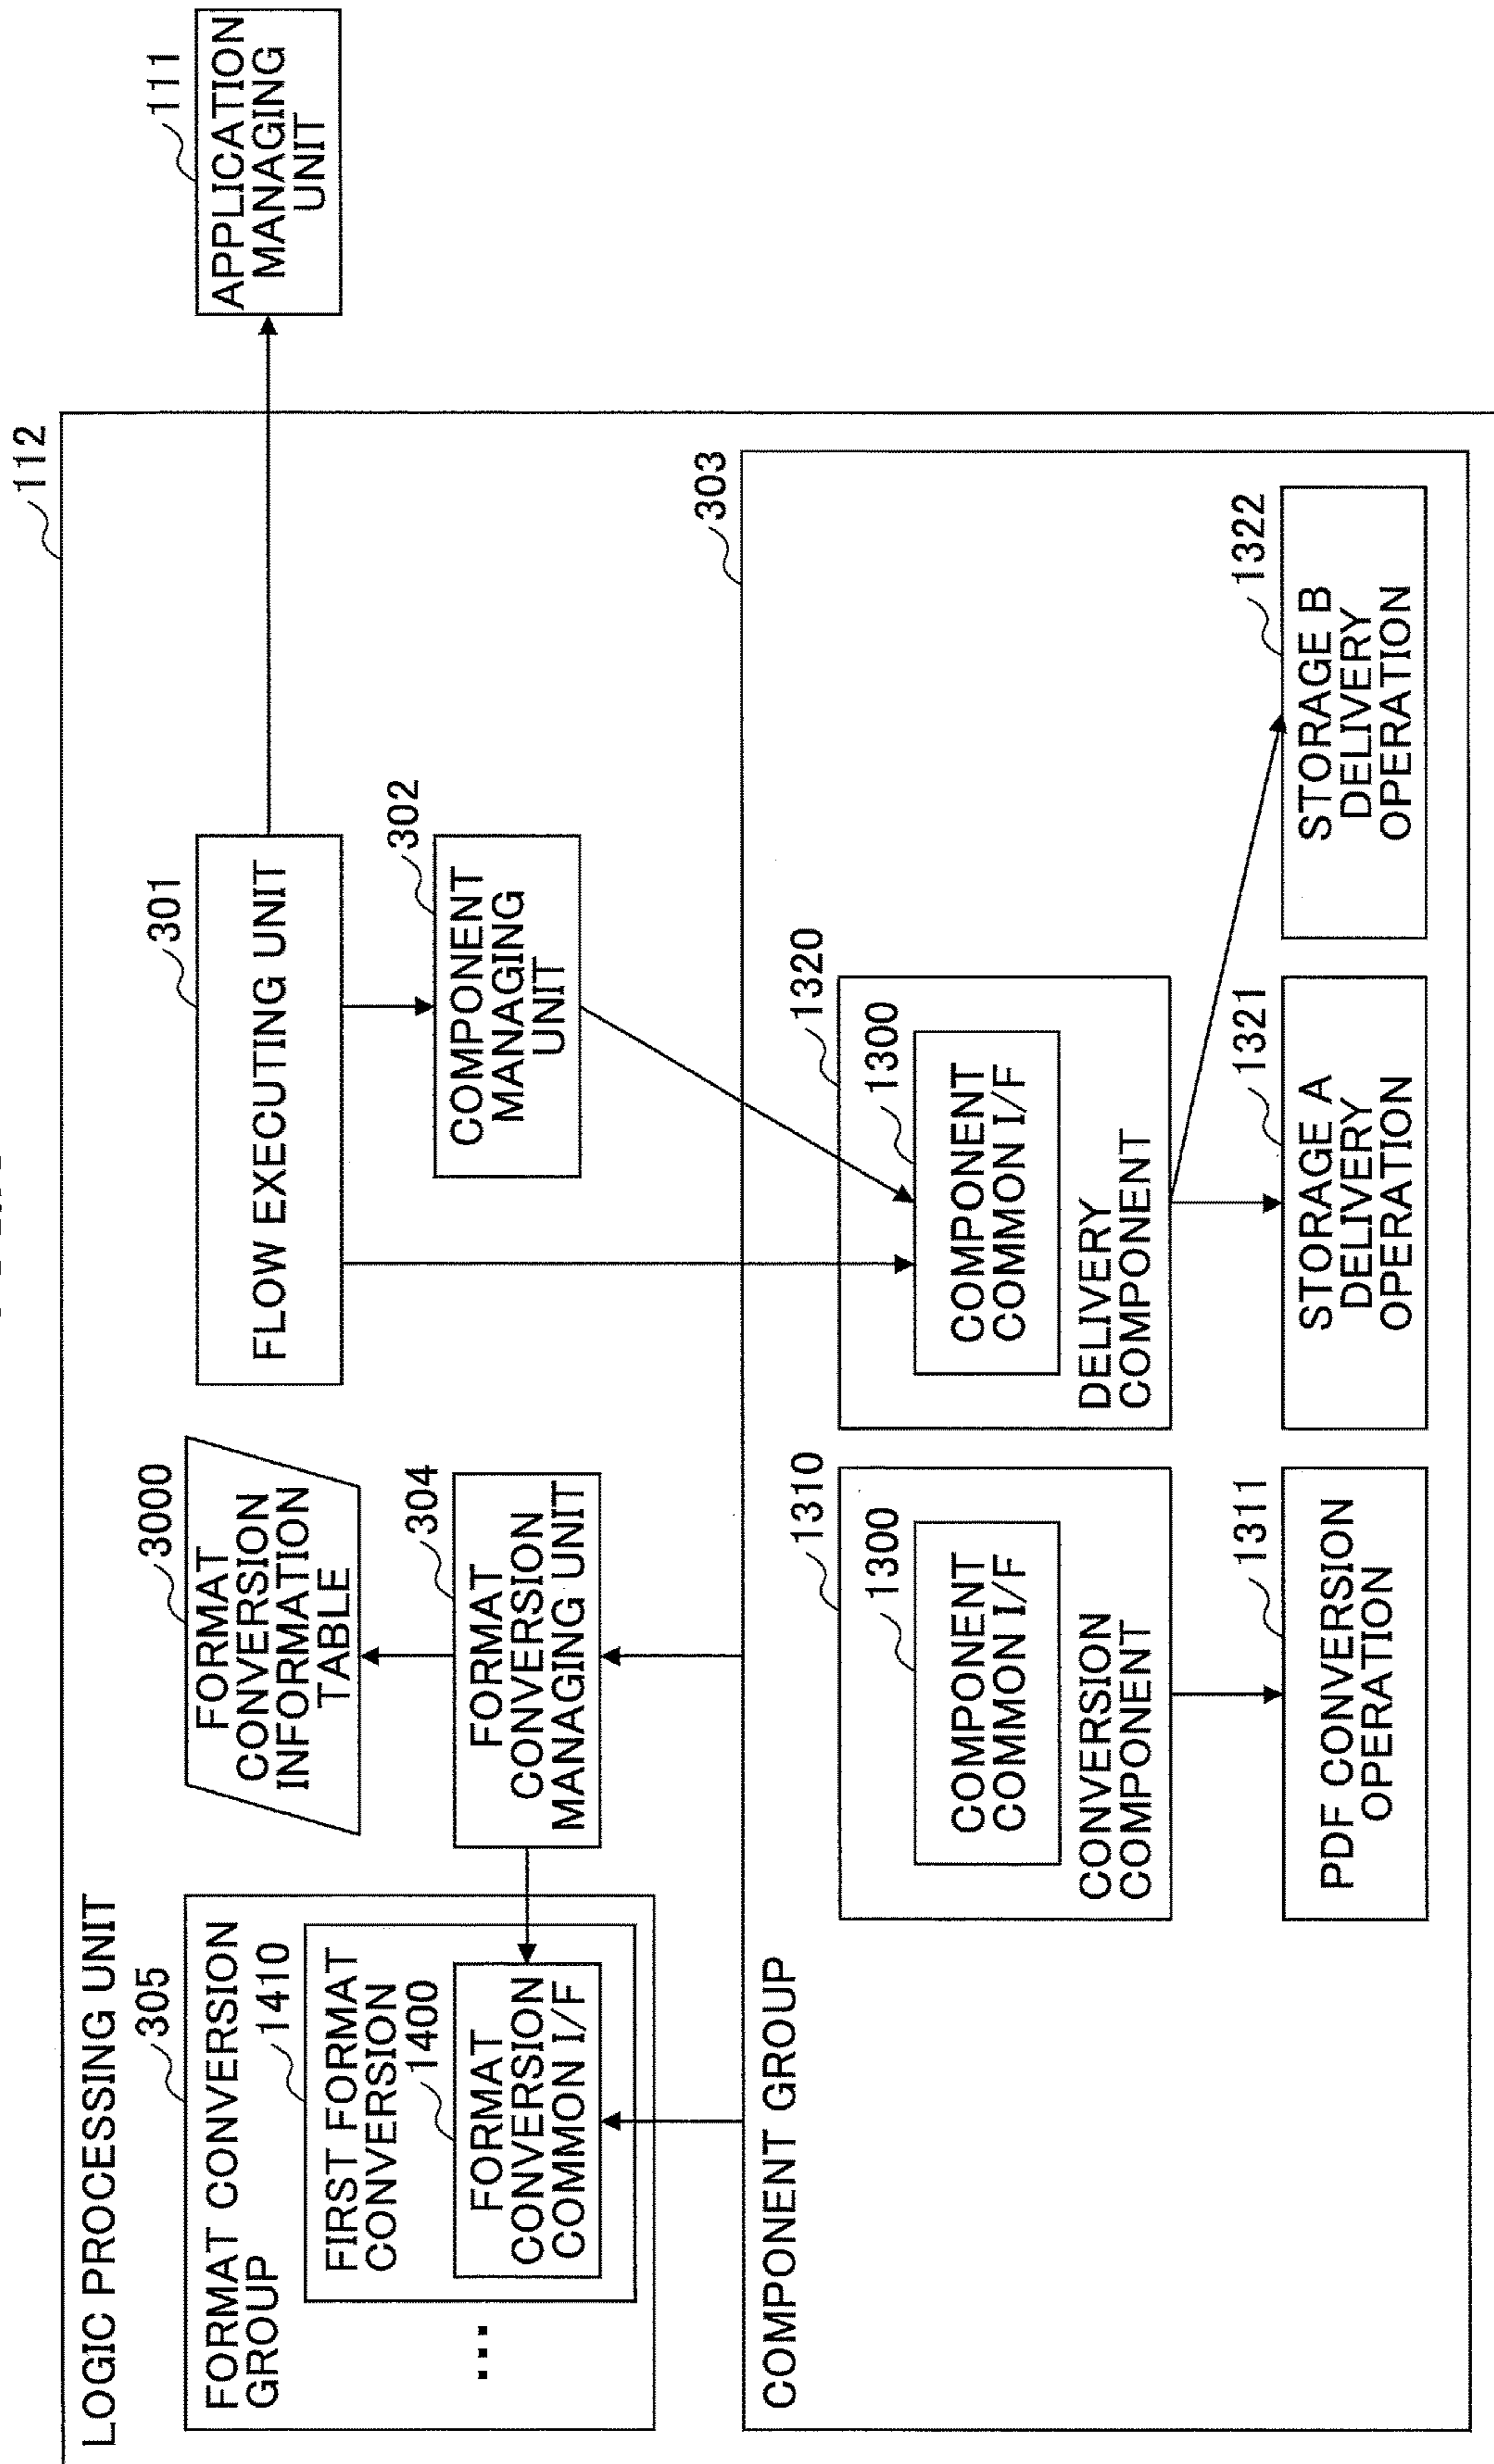 LOGIC PROCESSING UNIT
112
305
FORMAT CONVERSION
GROUP
1410
FIRST FORMAT
CONVERSION
1400
FORMAT
CONVERSION
COMMON I/F
...
3000
FORMAT
CONVERSION
INFORMATION
TABLE
304
FORMAT
CONVERSION
MANAGING UNIT
301
FLOW EXECUTING UNIT
302
COMPONENT
MANAGING
UNIT
111
APPLICATION
MANAGING
UNIT
303
COMPONENT GROUP
1310
1300
COMPONENT
COMMON I/F
CONVERSION
COMPONENT
1311
PDF CONVERSION
OPERATION
1320
1300
COMPONENT
COMMON I/F
DELIVERY
COMPONENT
1321
STORAGE A
DELIVERY
OPERATION
1322
STORAGE B
DELIVERY
OPERATION